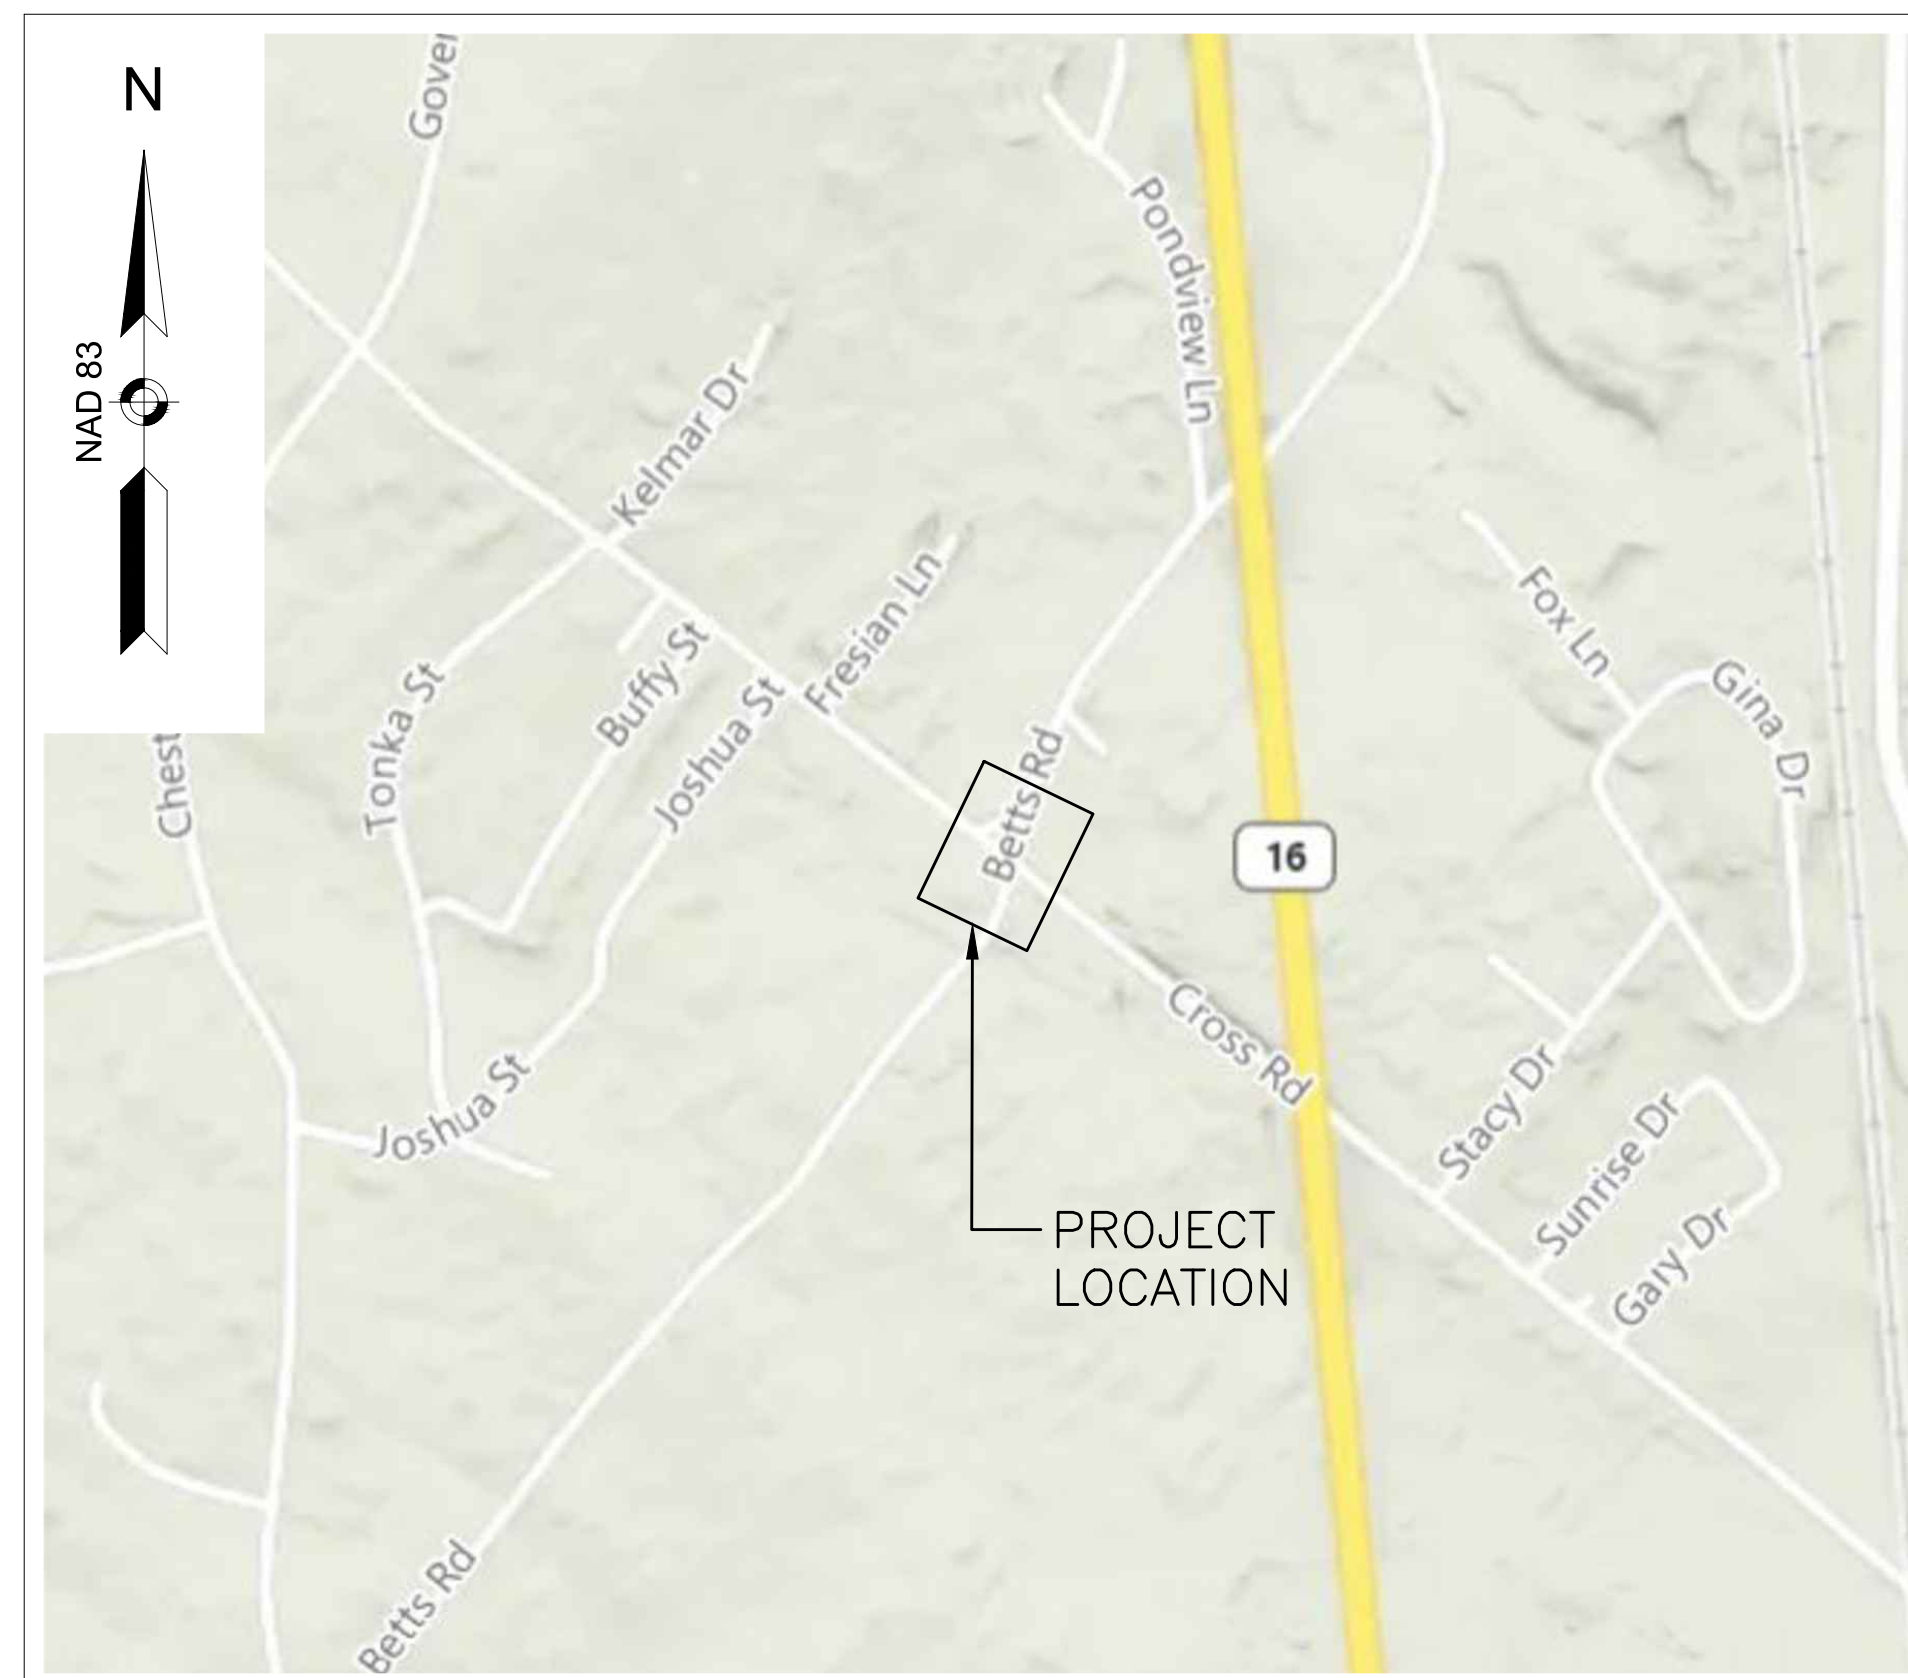 N
NAD 83
Gover
Pondview Ln
Kelmar Dr
Fresian Ln
Fox Ln
Gina Dr
Buffy St
Tonka St
Joshua St
Chest
Betts Rd
16
Cross Rd
Joshua St
Stacy Dr
Sunrise Dr
Gary Dr
PROJECT
LOCATION
Betts Rd